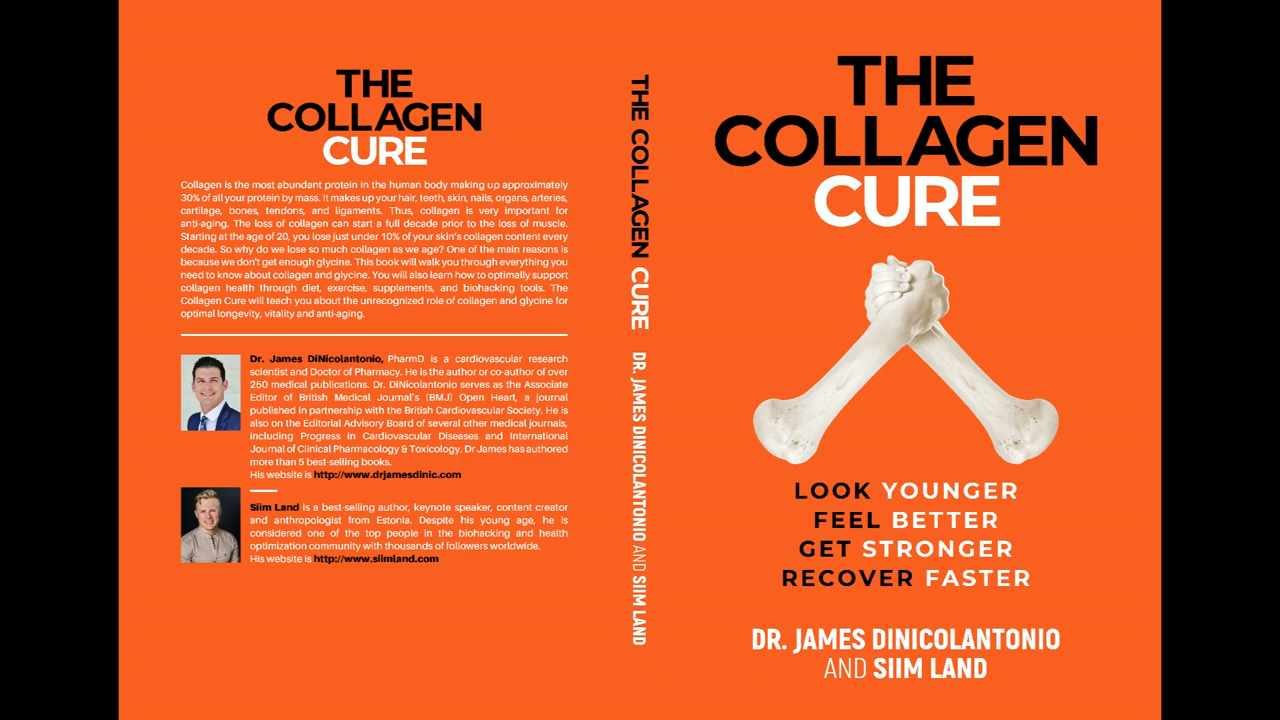 THE
COLLAGEN
CURE
Collagen is the most abundant protein in the human body making up approximately
30% of all your protein by mass. It makes up your hair, teeth, skin, nails, organs, arteries,
cartilage, bones, tendons, and ligaments. Thus, collagen is very important for
anti-aging. The loss of collagen can start a full decade prior to the loss of muscle.
Starting at the age of 20, you lose just under 10% of your skin's collagen content every
decade. So why do we lose so much collagen as we age? One of the main reasons is
because we don't get enough glycine. This book will walk you through everything you
need to know about collagen and glycine. You will also learn how to optimally support
collagen health through diet, exercise, supplements, and biohacking tools. The
Collagen Cure will teach you about the unrecognized role of collagen and glycine for
optimal longevity, vitality and anti-aging.
Dr. James DiNicolantonio, PharmD is a cardiovascular research
scientist and Doctor of Pharmacy. He is the author or co-author of over
250 medical publications. Dr. DiNicolantonio serves as the Associate
Editor of British Medical Journal's (BMJ) Open Heart, a journal
published in partnership with the British Cardiovascular Society. He is
also on the Editorial Advisory Board of several other medical journals,
including Progress in Cardiovascular Diseases and International
Journal of Clinical Pharmacology & Toxicology. Dr James has authored
more than 5 best-selling books.
His website is http://www.drjamesdinic.com
Siim Land is a best-selling author, keynote speaker, content creator
and anthropologist from Estonia. Despite his young age, he is
considered one of the top people in the biohacking and health
optimization community with thousands of followers worldwide.
His website is http://www.siimland.com
THE COLLAGEN CURE DR. JAMES DINICOLANTONIO AND SIIM LAND
THE
COLLAGEN
CURE
LOOK YOUNGER
FEEL BETTER
GET STRONGER
RECOVER FASTER
DR. JAMES DINICOLANTONIO
AND SIIM LAND